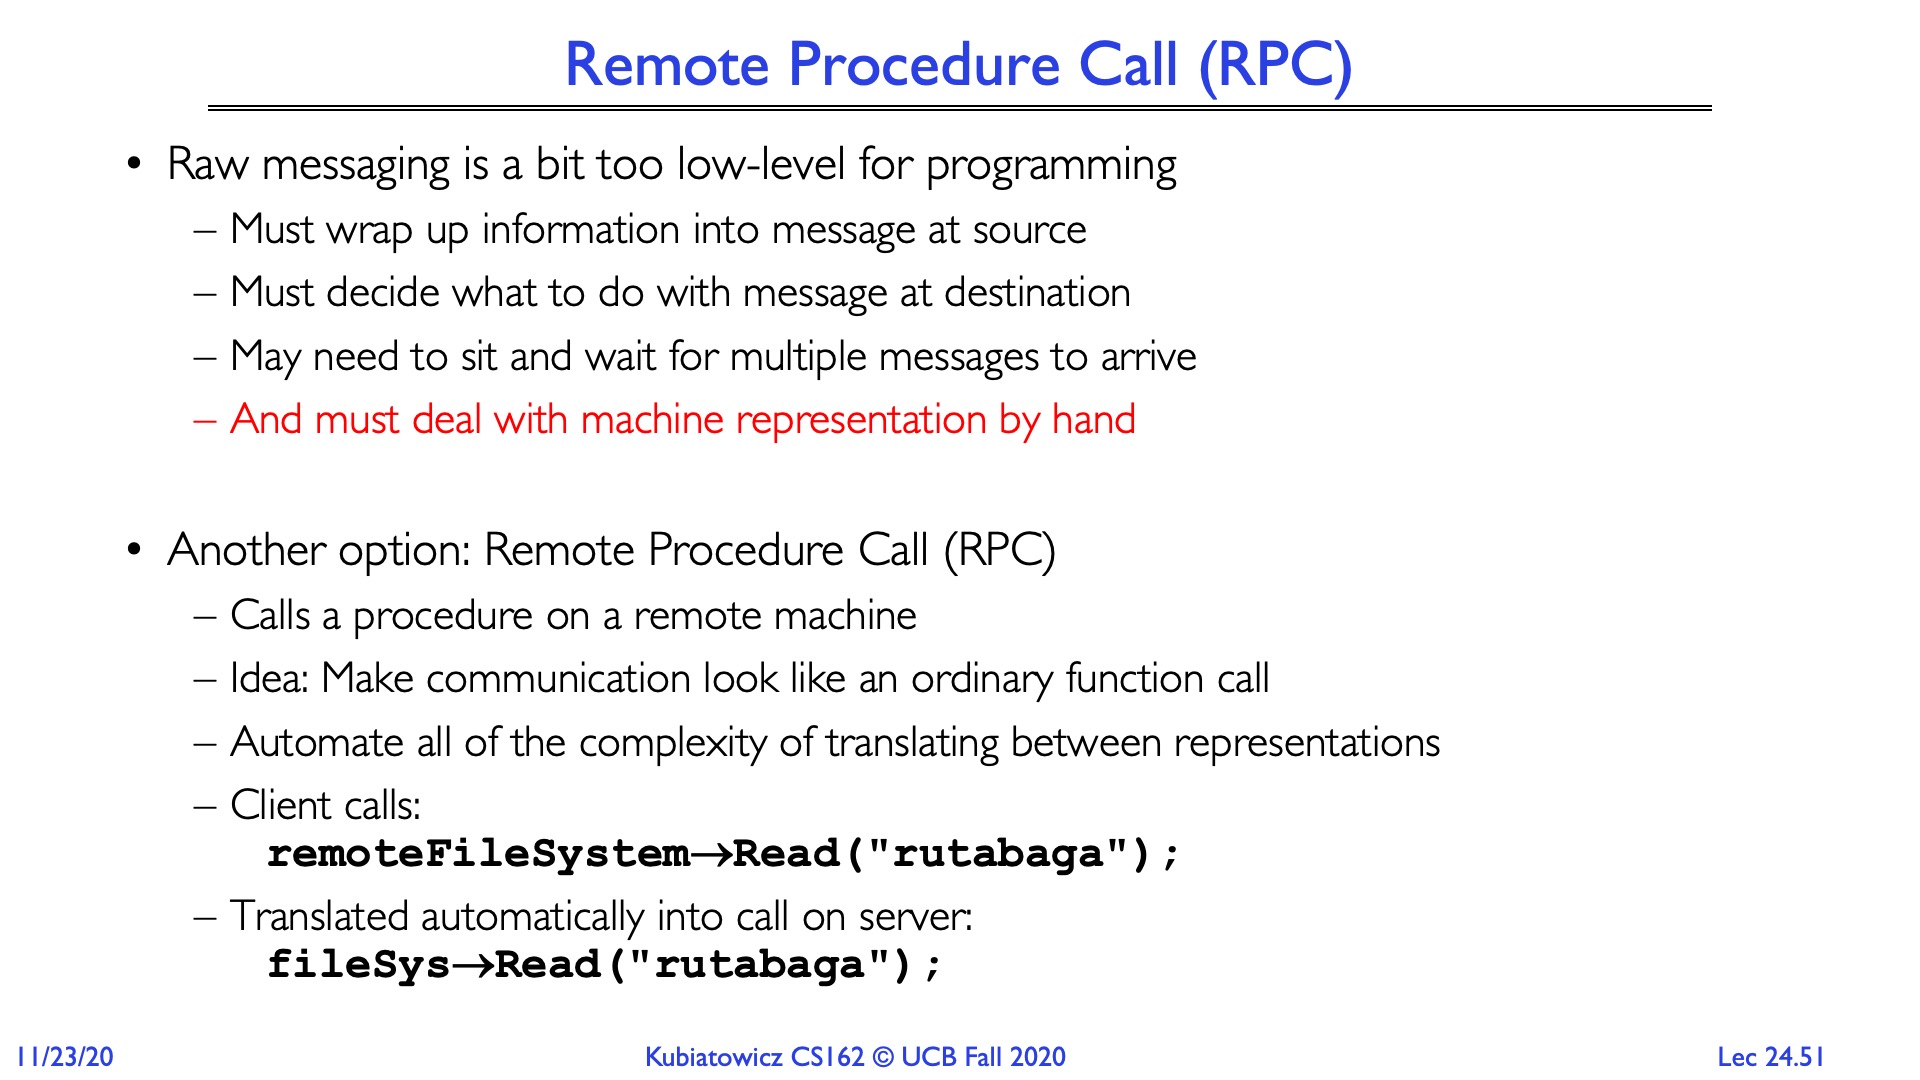 Remote Procedure Call (RPC)
• Raw messaging is a bit too low-level for programming
– Must wrap up information into message at source
– Must decide what to do with message at destination
– May need to sit and wait for multiple messages to arrive
– And must deal with machine representation by hand
• Another option: Remote Procedure Call (RPC)
– Calls a procedure on a remote machine
– Idea: Make communication look like an ordinary function call
– Automate all of the complexity of translating between representations
– Client calls:
remoteFileSystem→Read("rutabaga");
– Translated automatically into call on server:
fileSys→Read("rutabaga");
11/23/20 Kubiatowicz CS162 © UCB Fall 2020 Lec 24.51